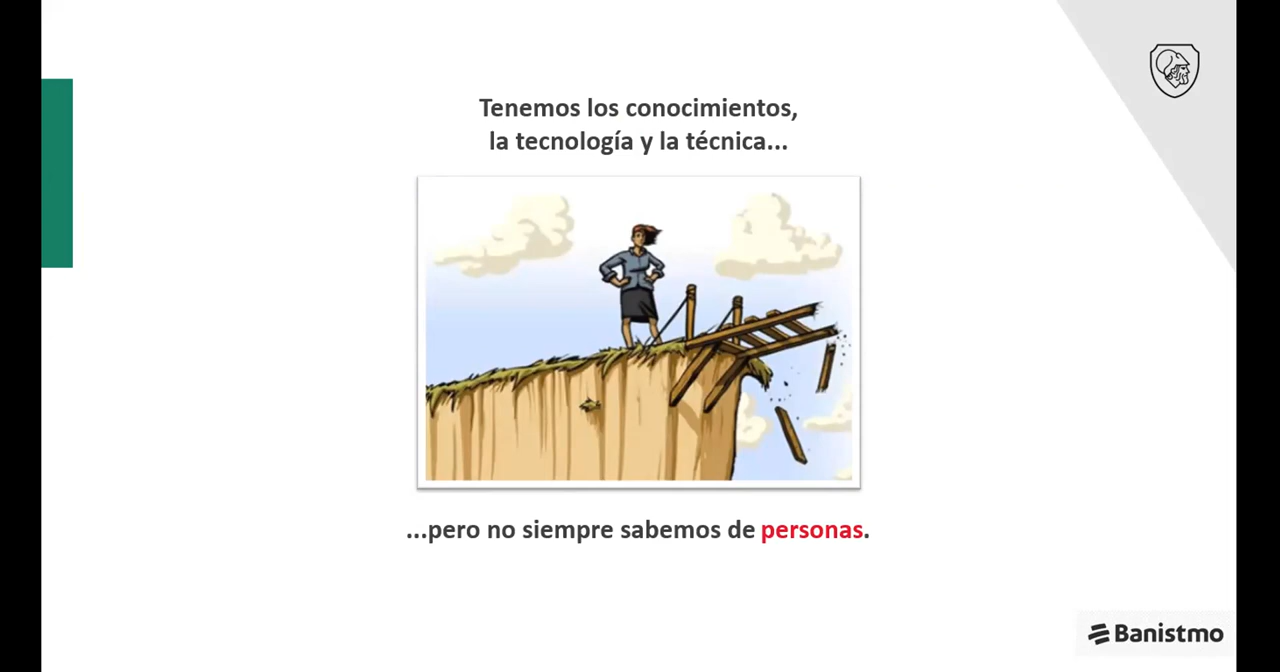 Tenemos los conocimientos,
la tecnología y la técnica...
...pero no siempre sabemos de personas.
Banistmo